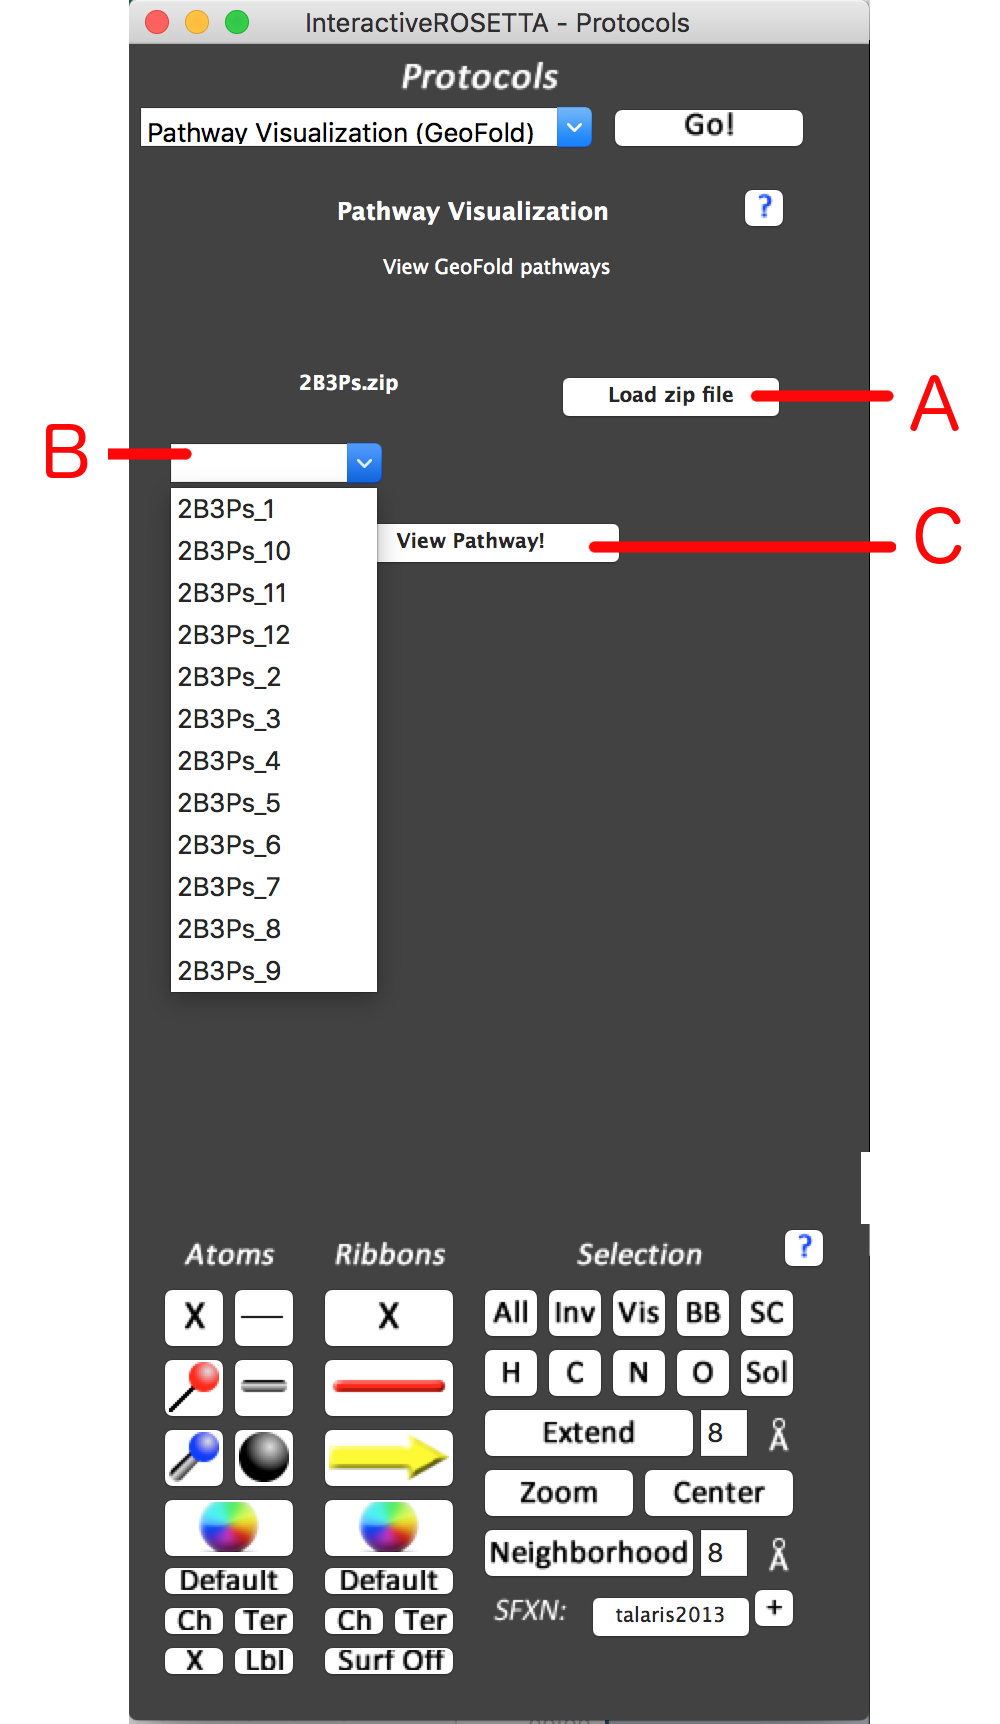 InteractiveROSETTA - Protocols
Protocols
Pathway Visualization (GeoFold)
Go!
Pathway Visualization
?
View GeoFold pathways
2B3Ps.zip
Load zip file
A
B
2B3Ps_1
2B3Ps_10
2B3Ps_11
2B3Ps_12
2B3Ps_2
2B3Ps_3
2B3Ps_4
2B3Ps_5
2B3Ps_6
2B3Ps_7
2B3Ps_8
2B3Ps_9
View Pathway!
C
Atoms
Ribbons
Selection
?
X
X
All Inv Vis BB SC
H C N O Sol
Extend 8 Å
Zoom Center
Neighborhood 8 Å
Default
Default
SFXN: talaris2013 +
Ch Ter
Ch Ter
X Lbl
Surf Off